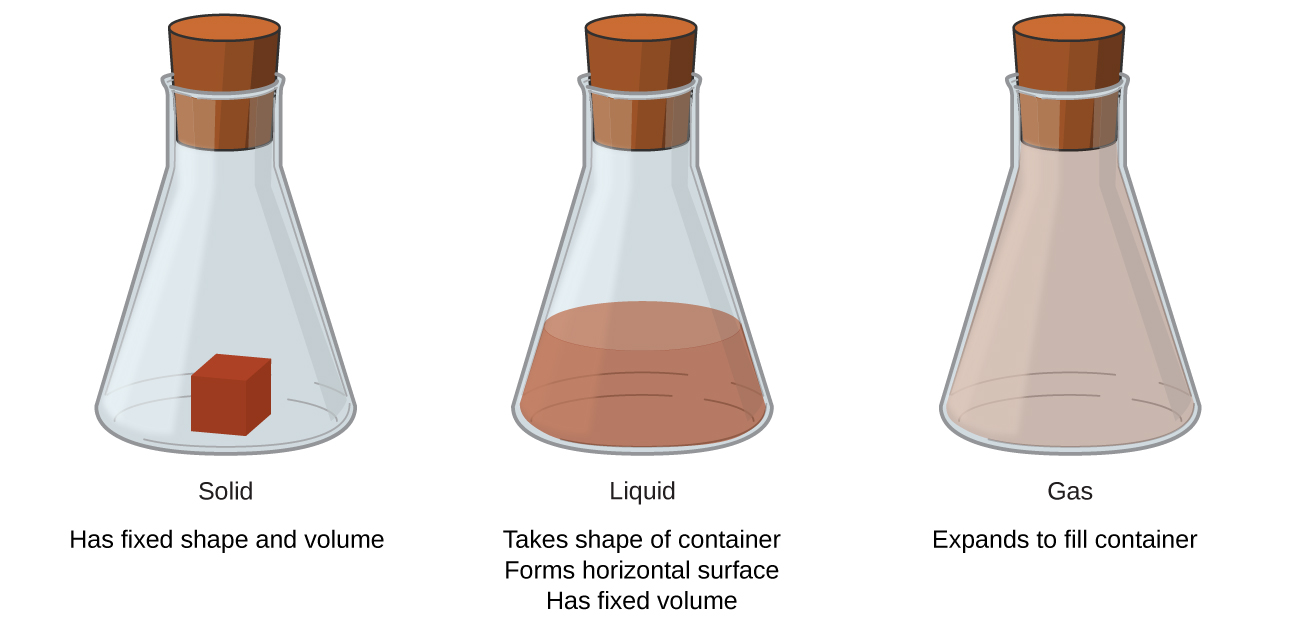 Solid
Has fixed shape and volume
Liquid
Takes shape of container
Forms horizontal surface
Has fixed volume
Gas
Expands to fill container